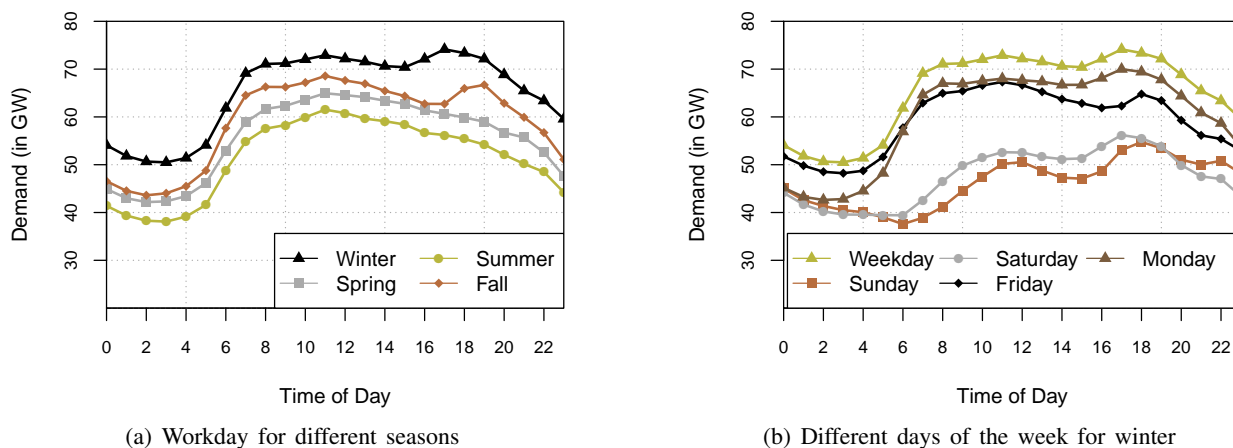 80
70
60
50
40
30
Demand (in GW)
Winter
Spring
Summer
Fall
0 2 4 6 8 10 12 14 16 18 20 22
Time of Day
(a) Workday for different seasons
80
70
60
50
40
30
Demand (in GW)
Weekday
Sunday
Saturday
Friday
Monday
0 2 4 6 8 10 12 14 16 18 20 22
Time of Day
(b) Different days of the week for winter